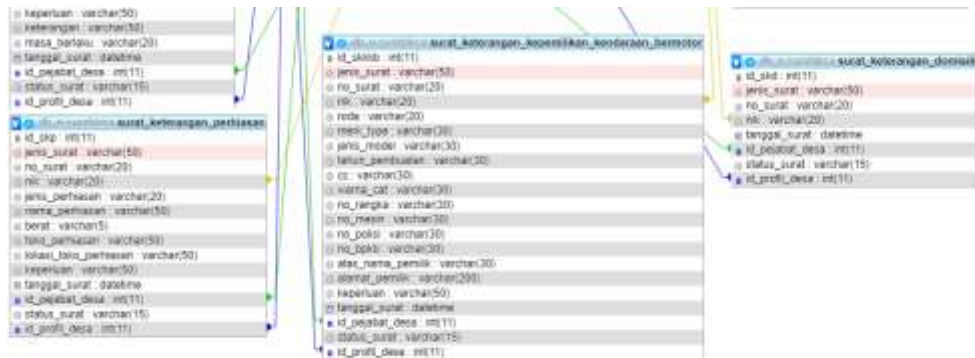 keperluan : varchar(50)
keterangan : varchar(50)
masa_berlaku : varchar(20)
tanggal_surat : datetime
id_pejabat_desa : int(11)
status_surat : varchar(15)
id_profil_desa : int(11)
surat_keterangan_perhiasan
id_skp : int(11)
jenis_surat : varchar(50)
no_surat : varchar(20)
nik : varchar(20)
jenis_perhiasan : varchar(20)
nama_perhiasan : varchar(50)
berat : varchar(5)
toko_perhiasan : varchar(50)
lokasi_toko_perhiasan : varchar(50)
keperluan : varchar(50)
tanggal_surat : datetime
id_pejabat_desa : int(11)
status_surat : varchar(15)
id_profil_desa : int(11)
surat_keterangan_kepemilikan_kendaraan_bermotor
id_skkkb : int(11)
jenis_surat : varchar(50)
no_surat : varchar(20)
nik : varchar(20)
roda : varchar(20)
merk_type : varchar(30)
jenis_model : varchar(30)
tahun_pembuatan : varchar(30)
cc : varchar(30)
warna_cat : varchar(30)
no_rangka : varchar(30)
no_mesin : varchar(30)
no_polisi : varchar(30)
no_bpkb : varchar(30)
atas_nama_pemilik : varchar(30)
alamat_pemilik : varchar(200)
keperluan : varchar(50)
tanggal_surat : datetime
id_pejabat_desa : int(11)
status_surat : varchar(15)
id_profil_desa : int(11)
surat_keterangan_domisili
id_skd : int(11)
jenis_surat : varchar(50)
no_surat : varchar(20)
nik : varchar(20)
tanggal_surat : datetime
id_pejabat_desa : int(11)
status_surat : varchar(15)
id_profil_desa : int(11)